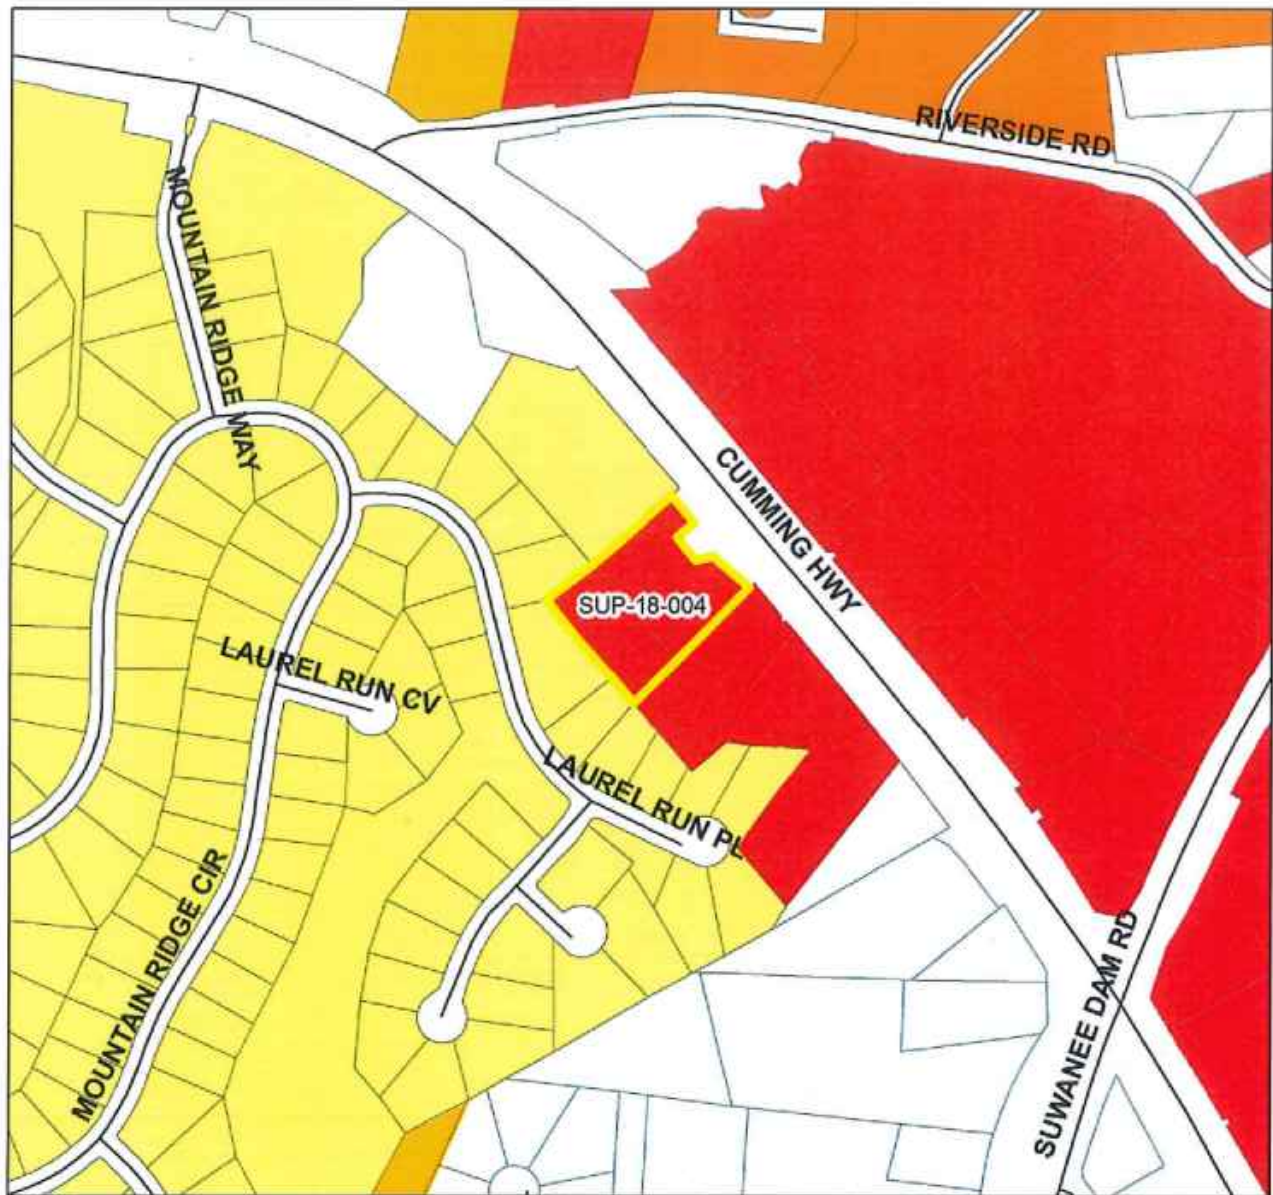 RIVERSIDE RD
MOUNTAIN RIDGE WAY
CUMMING HWY
SUP-18-004
LAUREL RUN CV
LAUREL RUN PL
MOUNTAIN RIDGE CIR
SUWANEE DAM RD